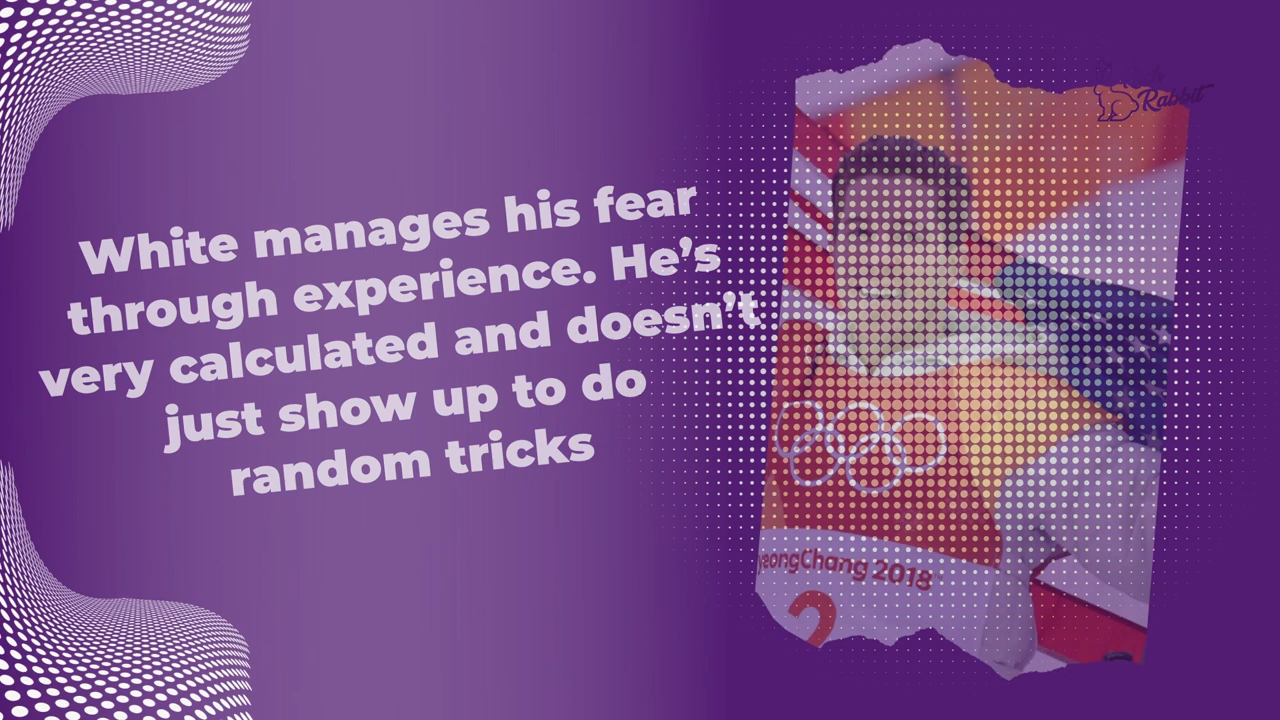 White manages his fear
through experience. He’s
very calculated and doesn’t
just show up to do
random tricks
Rabbit
yeongChang 2018
2